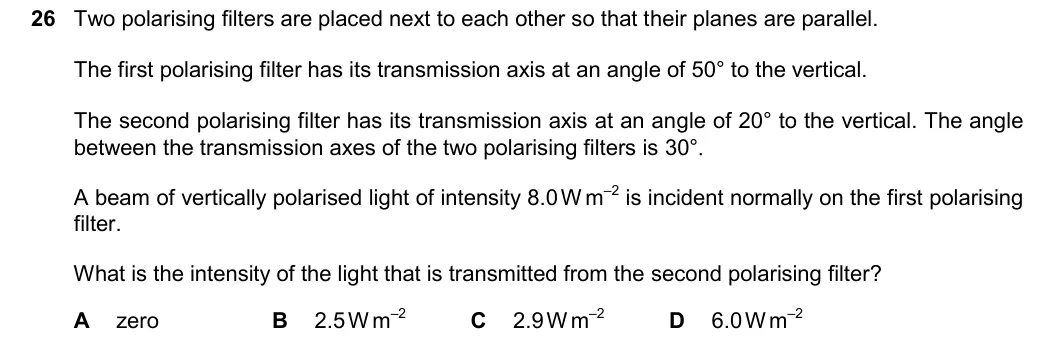 26 Two polarising filters are placed next to each other so that their planes are parallel.
The first polarising filter has its transmission axis at an angle of 50° to the vertical.
The second polarising filter has its transmission axis at an angle of 20° to the vertical. The angle
between the transmission axes of the two polarising filters is 30°.
A beam of vertically polarised light of intensity 8.0 W m⁻² is incident normally on the first polarising
filter.
What is the intensity of the light that is transmitted from the second polarising filter?
A zero B 2.5 W m⁻² C 2.9 W m⁻² D 6.0 W m⁻²